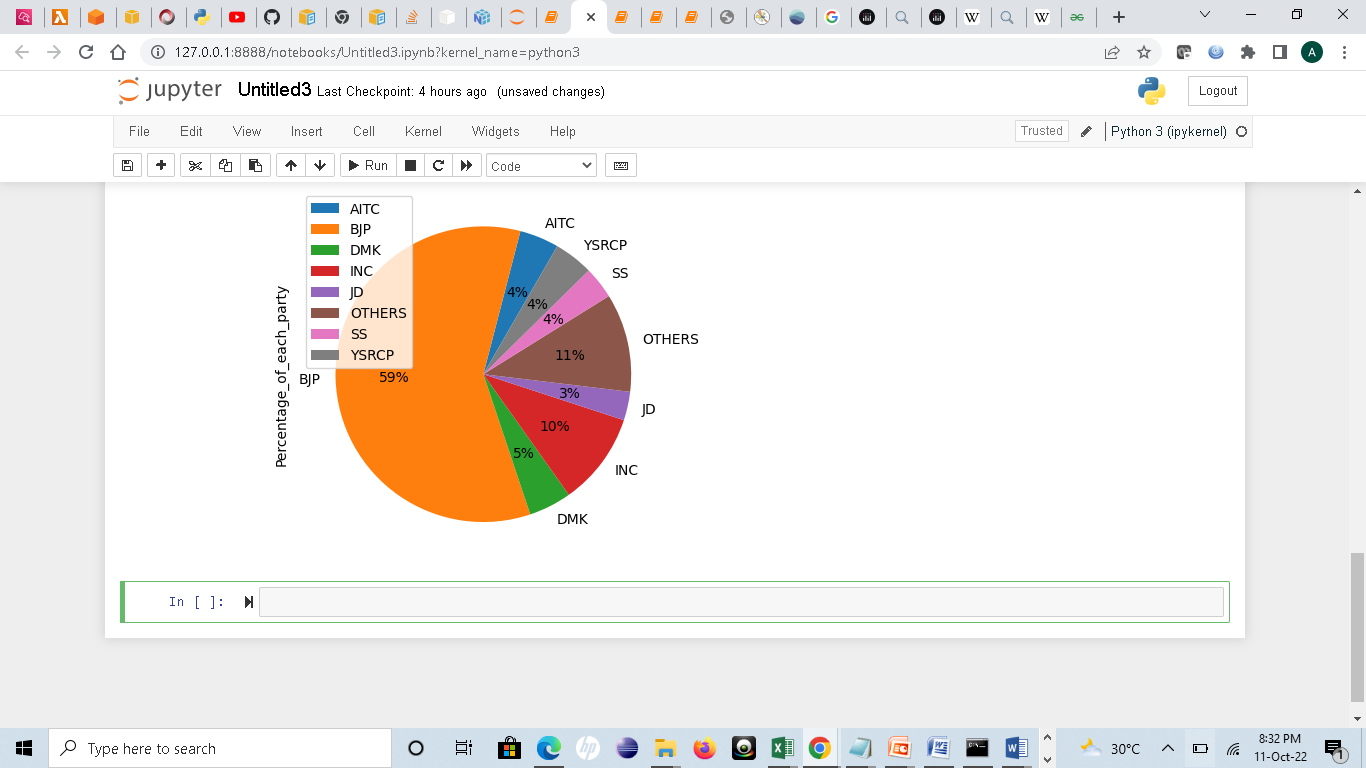 127.0.0.1:8888/notebooks/Untitled3.ipynb?kernel_name=python3
A
jupyter Untitled3 Last Checkpoint: 4 hours ago (unsaved changes)
Logout
File Edit View Insert Cell Kernel Widgets Help
Trusted Python 3 (ipykernel)
Run Code
AITC
BJP
DMK
INC
JD
OTHERS
SS
YSRCP
Percentage_of_each_party
AITC
YSRCP
SS
OTHERS
JD
INC
DMK
BJP
4%
4%
4%
11%
3%
10%
5%
59%
In [ ]:
Type here to search
30°C
8:32 PM
11-Oct-22
1